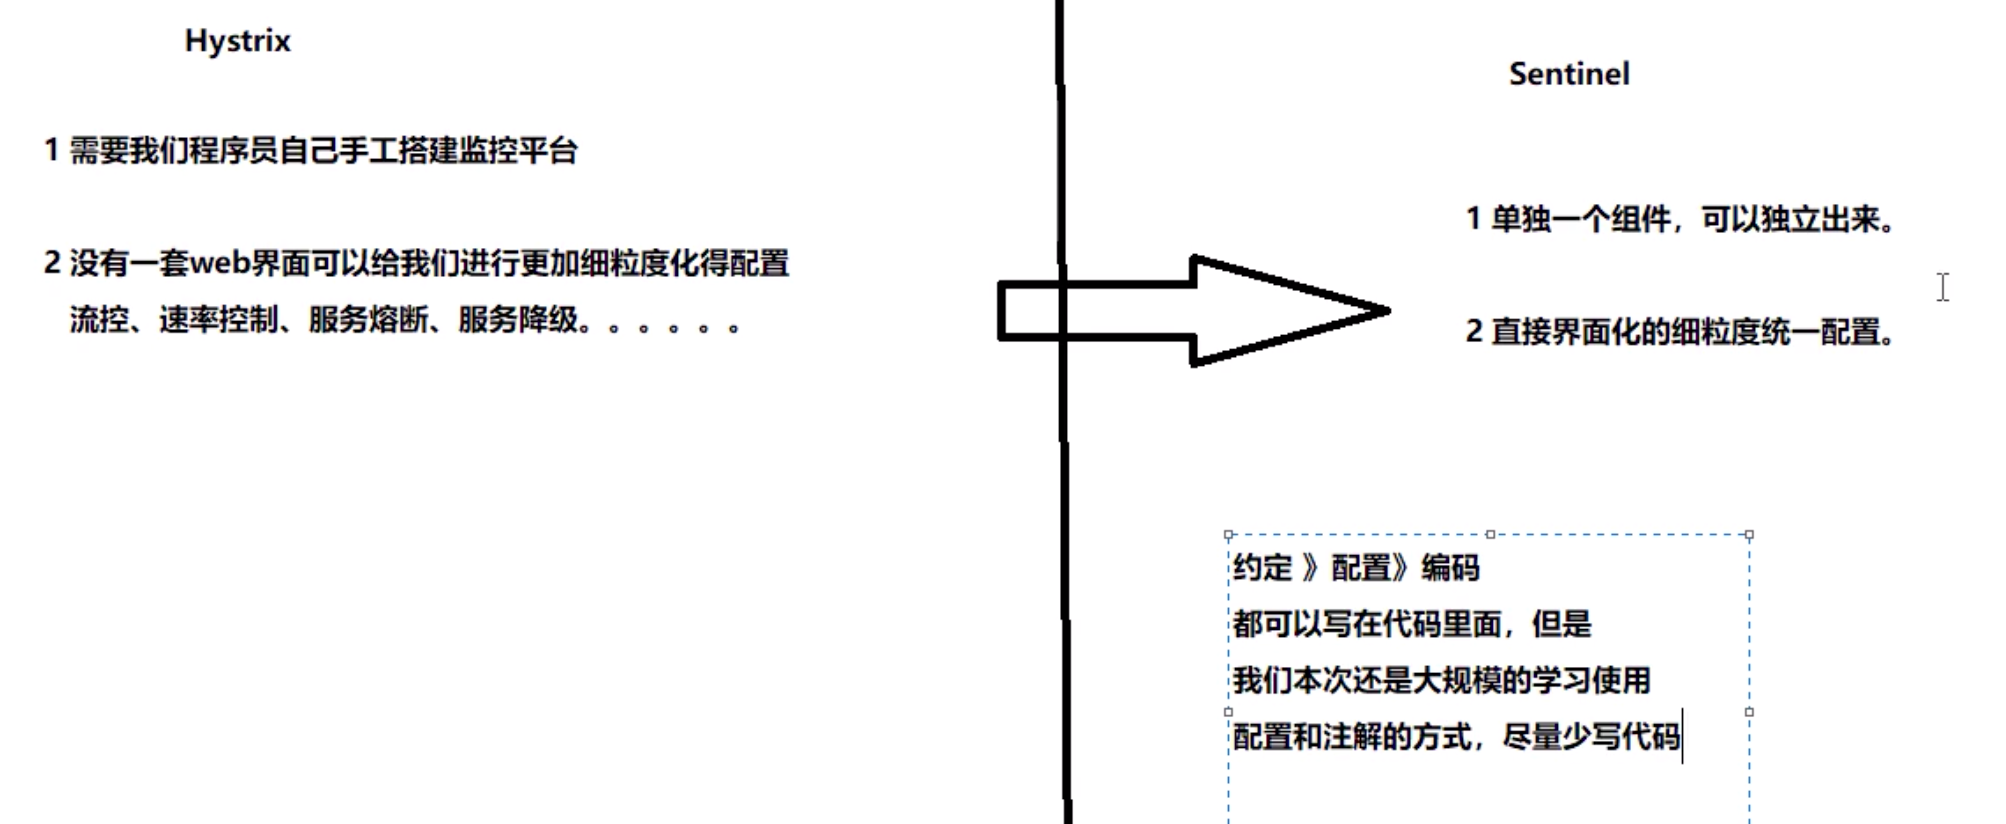 Hystrix
1 需要我们程序员自己手工搭建监控平台
2 没有一套web界面可以给我们进行更加细粒度化得配置
流控、速率控制、服务熔断、服务降级。。。。。。
Sentinel
1 单独一个组件，可以独立出来。
2 直接界面化的细粒度统一配置。
约定 》配置》编码
都可以写在代码里面，但是
我们本次还是大规模的学习使用
配置和注解的方式，尽量少写代码